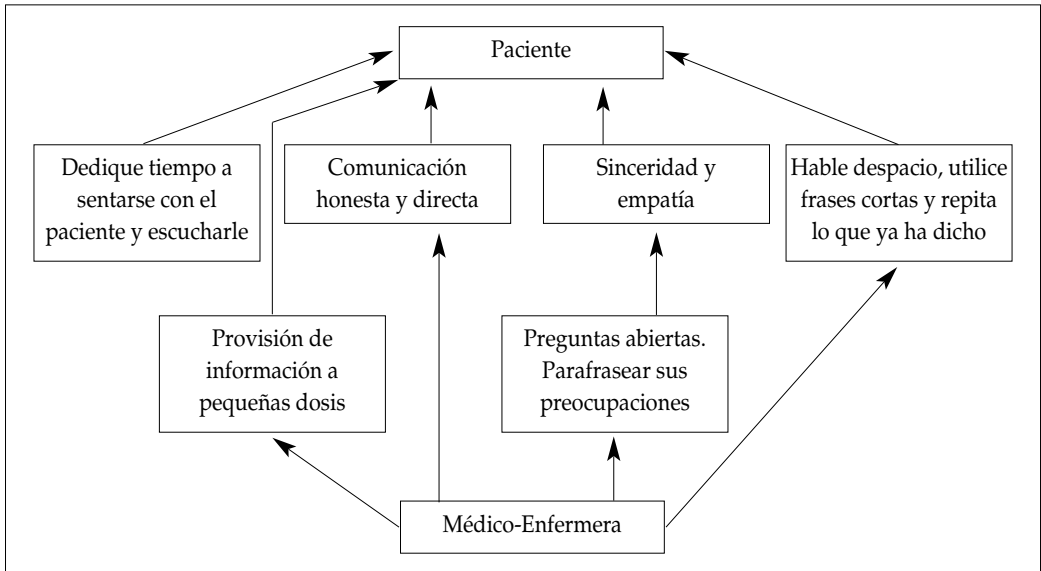 Paciente
Dedique tiempo a
sentarse con el
paciente y escucharle
Comunicación
honesta y directa
Sinceridad y
empatía
Hable despacio, utilice
frases cortas y repita
lo que ya ha dicho
Provisión de
información a
pequeñas dosis
Preguntas abiertas.
Parafrasear sus
preocupaciones
Médico-Enfermera